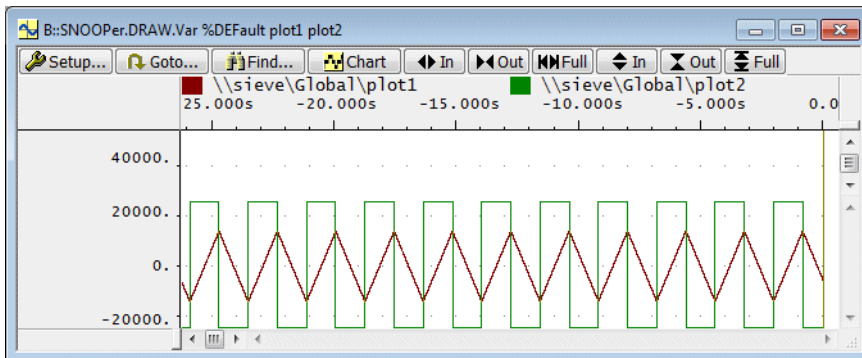 B::SNOOPer.DRAW.Var %DEFault plot1 plot2
Setup... Goto... Find... Chart In Out Full In Out Full
\\sieve\Global\plot1 \\sieve\Global\plot2
25.000s -20.000s -15.000s -10.000s -5.000s 0.0
40000.
20000.
0.
-20000.